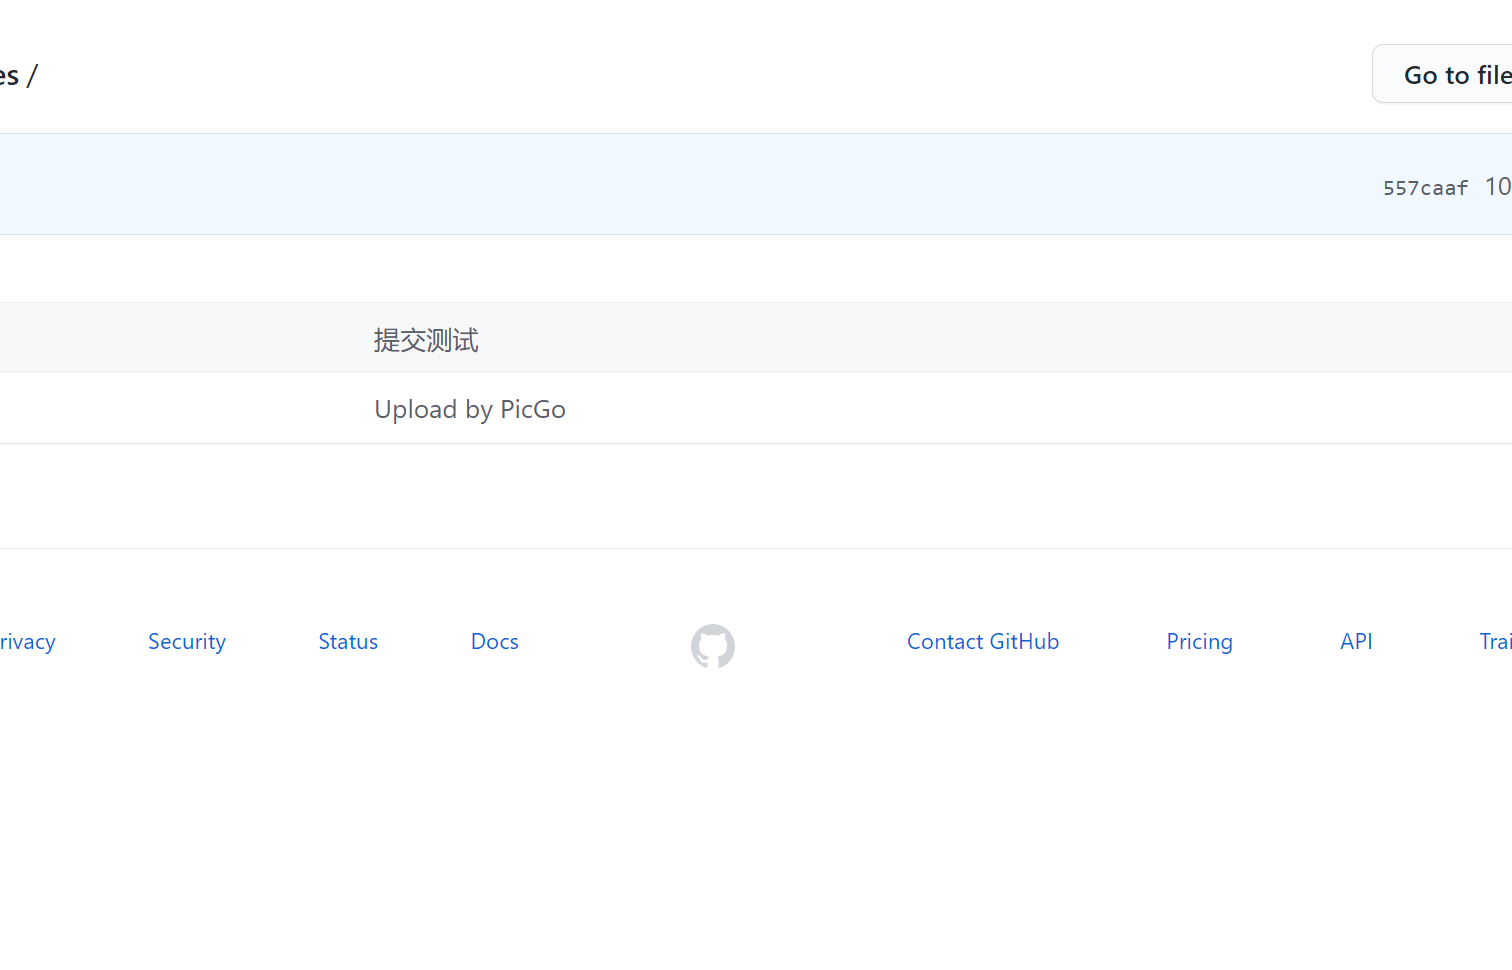 es /
Go to file
557caaf 10
提交测试
Upload by PicGo
rivacy Security Status Docs Contact GitHub Pricing API Trai